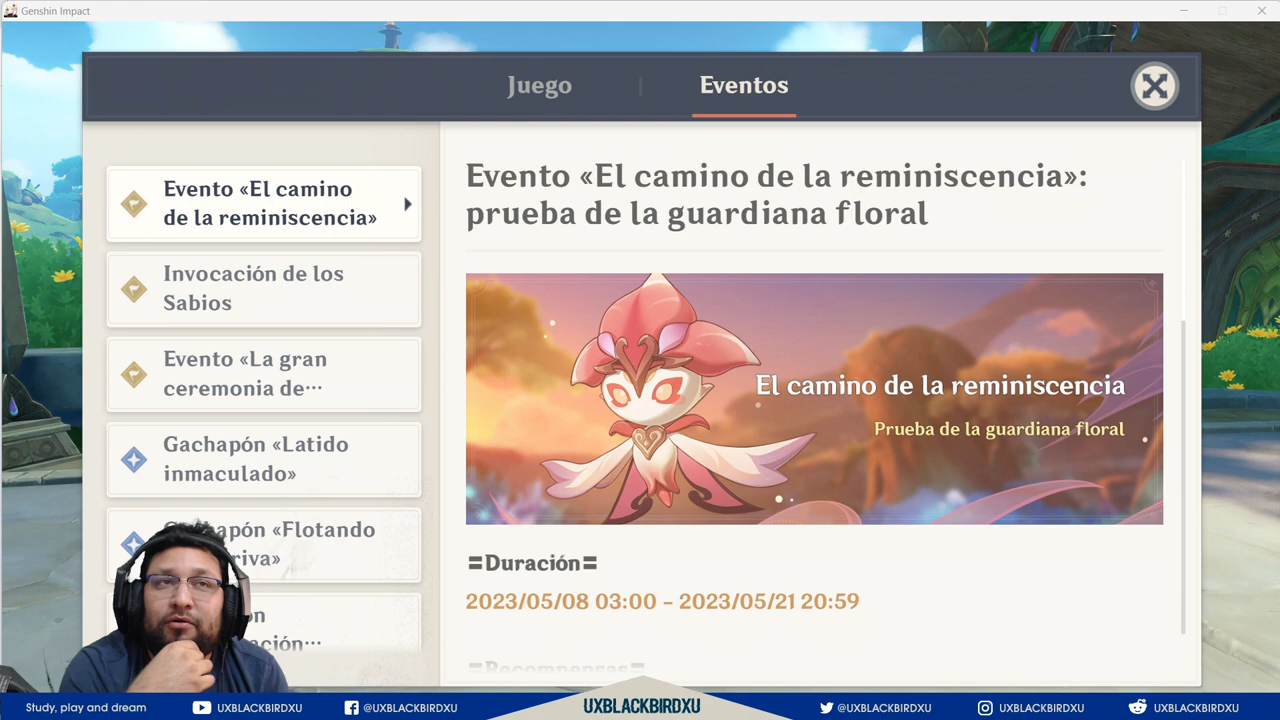 Genshin Impact
Juego
Eventos
Evento «El camino
de la reminiscencia»
Invocación de los
Sabios
Evento «La gran
ceremonia de···
Gachapón «Latido
inmaculado»
«Flotando
Evento «El camino de la reminiscencia»:
prueba de la guardiana floral
El camino de la reminiscencia
Prueba de la guardiana floral
=Duración=
2023/05/08 03:00 – 2023/05/21 20:59
=Recompensas=
Study, play and dream
UXBLACKBIRDXU
@UXBLACKBIRDXU
UXBLACKBIRDXU
@UXBLACKBIRDXU
UXBLACKBIRDXU
UXBLACKBIRDXU